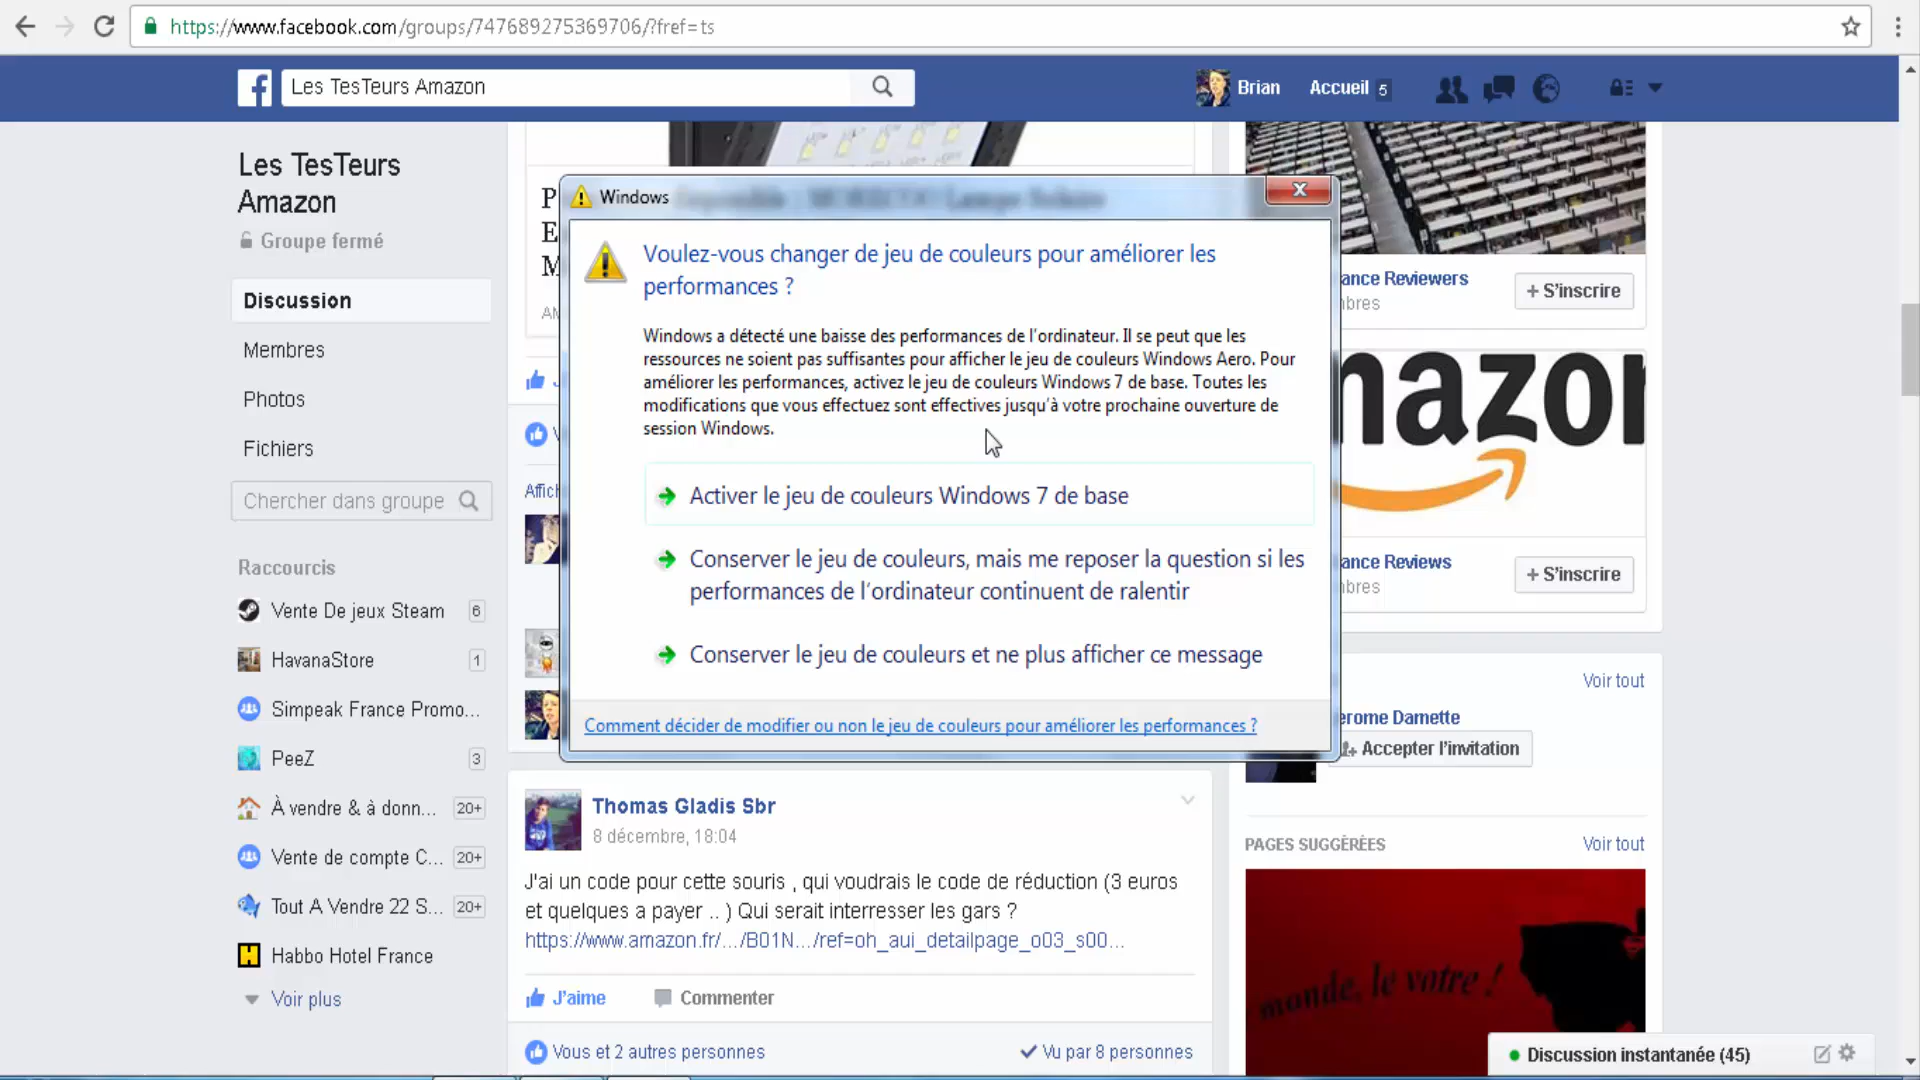 https://www.facebook.com/groups/747689275369706/?fref=ts
Les TesTeurs Amazon
Brian
Accueil 5
Les TesTeurs
Amazon
Groupe fermé
Discussion
Membres
Photos
Fichiers
Chercher dans groupe
Raccourcis
Vente De jeux Steam 6
HavanaStore 1
Simpeak France Promo...
PeeZ 3
À vendre & à donn... 20+
Vente de compte C... 20+
Tout A Vendre 22 S... 20+
Habbo Hotel France
Voir plus
Windows
Voulez-vous changer de jeu de couleurs pour améliorer les
performances ?
Windows a détecté une baisse des performances de l'ordinateur. Il se peut que les
ressources ne soient pas suffisantes pour afficher le jeu de couleurs Windows Aero. Pour
améliorer les performances, activez le jeu de couleurs Windows 7 de base. Toutes les
modifications que vous effectuez sont effectives jusqu'à votre prochaine ouverture de
session Windows.
Activer le jeu de couleurs Windows 7 de base
Conserver le jeu de couleurs, mais me reposer la question si les
performances de l'ordinateur continuent de ralentir
Conserver le jeu de couleurs et ne plus afficher ce message
Comment décider de modifier ou non le jeu de couleurs pour améliorer les performances ?
Thomas Gladis Sbr
8 décembre, 18:04
J'ai un code pour cette souris , qui voudrais le code de réduction (3 euros
et quelques a payer .. ) Qui serait interresser les gars ?
https://www.amazon.fr/.../B01N.../ref=oh_aui_detailpage_o03_s00...
J'aime
Commenter
Vous et 2 autres personnes
Vu par 8 personnes
ance Reviewers
bres
+ S'inscrire
mazon
ance Reviews
bres
+ S'inscrire
Voir tout
erome Damette
Accepter l'invitation
PAGES SUGGÉRÉES
Voir tout
monde, le votre !
Discussion instantanée (45)